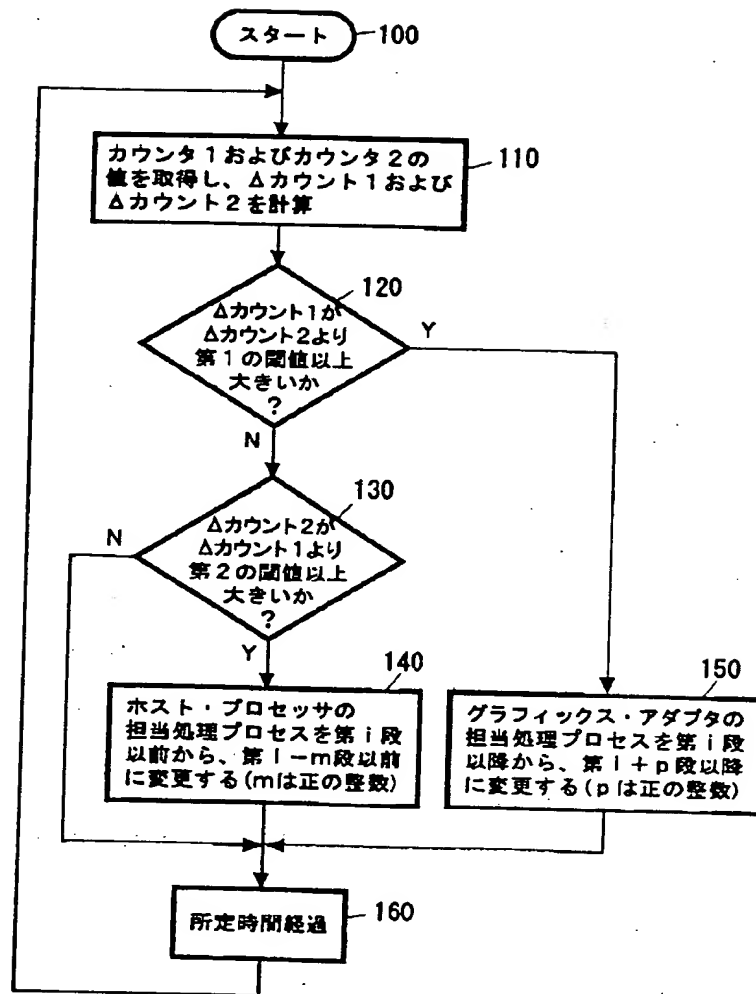 スタート
100
カウンタ1およびカウンタ2の
値を取得し、Δカウント1および
Δカウント2を計算
110
120
Δカウント1が
Δカウント2より
第1の閾値以上
大きいか
?
Y
N
130
Δカウント2が
Δカウント1より
第2の閾値以上
大きいか
?
N
Y
140
ホスト・プロセッサの
担当処理プロセスを第i段
以前から、第i-m段以前
に変更する(mは正の整数)
150
グラフィックス・アダプタの
担当処理プロセスを第i段
以降から、第i+p段以降
に変更する(pは正の整数)
所定時間経過
160